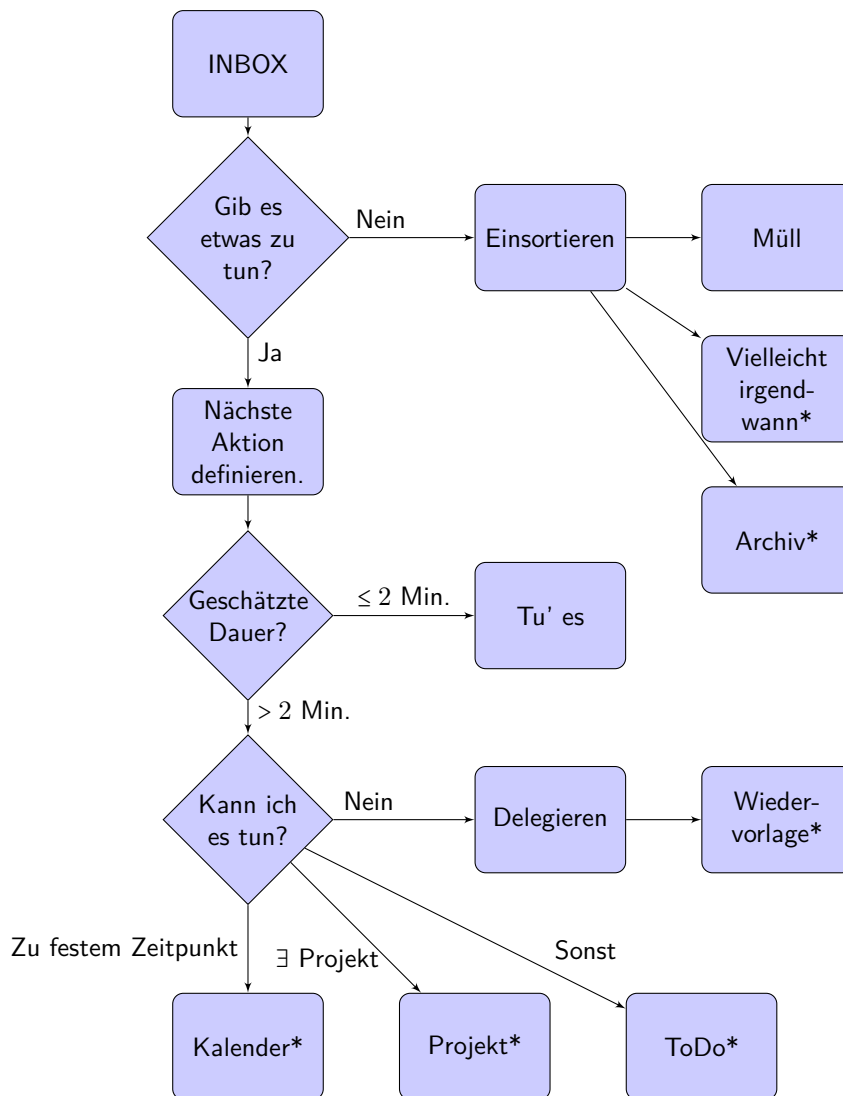 INBOX
Gib es
etwas zu
tun?
Nein
Einsortieren
Müll
Ja
Vielleicht
irgend-
wann*
Nächste
Aktion
definieren.
Archiv*
Geschätzte
Dauer?
≤ 2 Min.
Tu' es
> 2 Min.
Kann ich
es tun?
Nein
Delegieren
Wieder-
vorlage*
Zu festem Zeitpunkt
∃ Projekt
Sonst
Kalender*
Projekt*
ToDo*